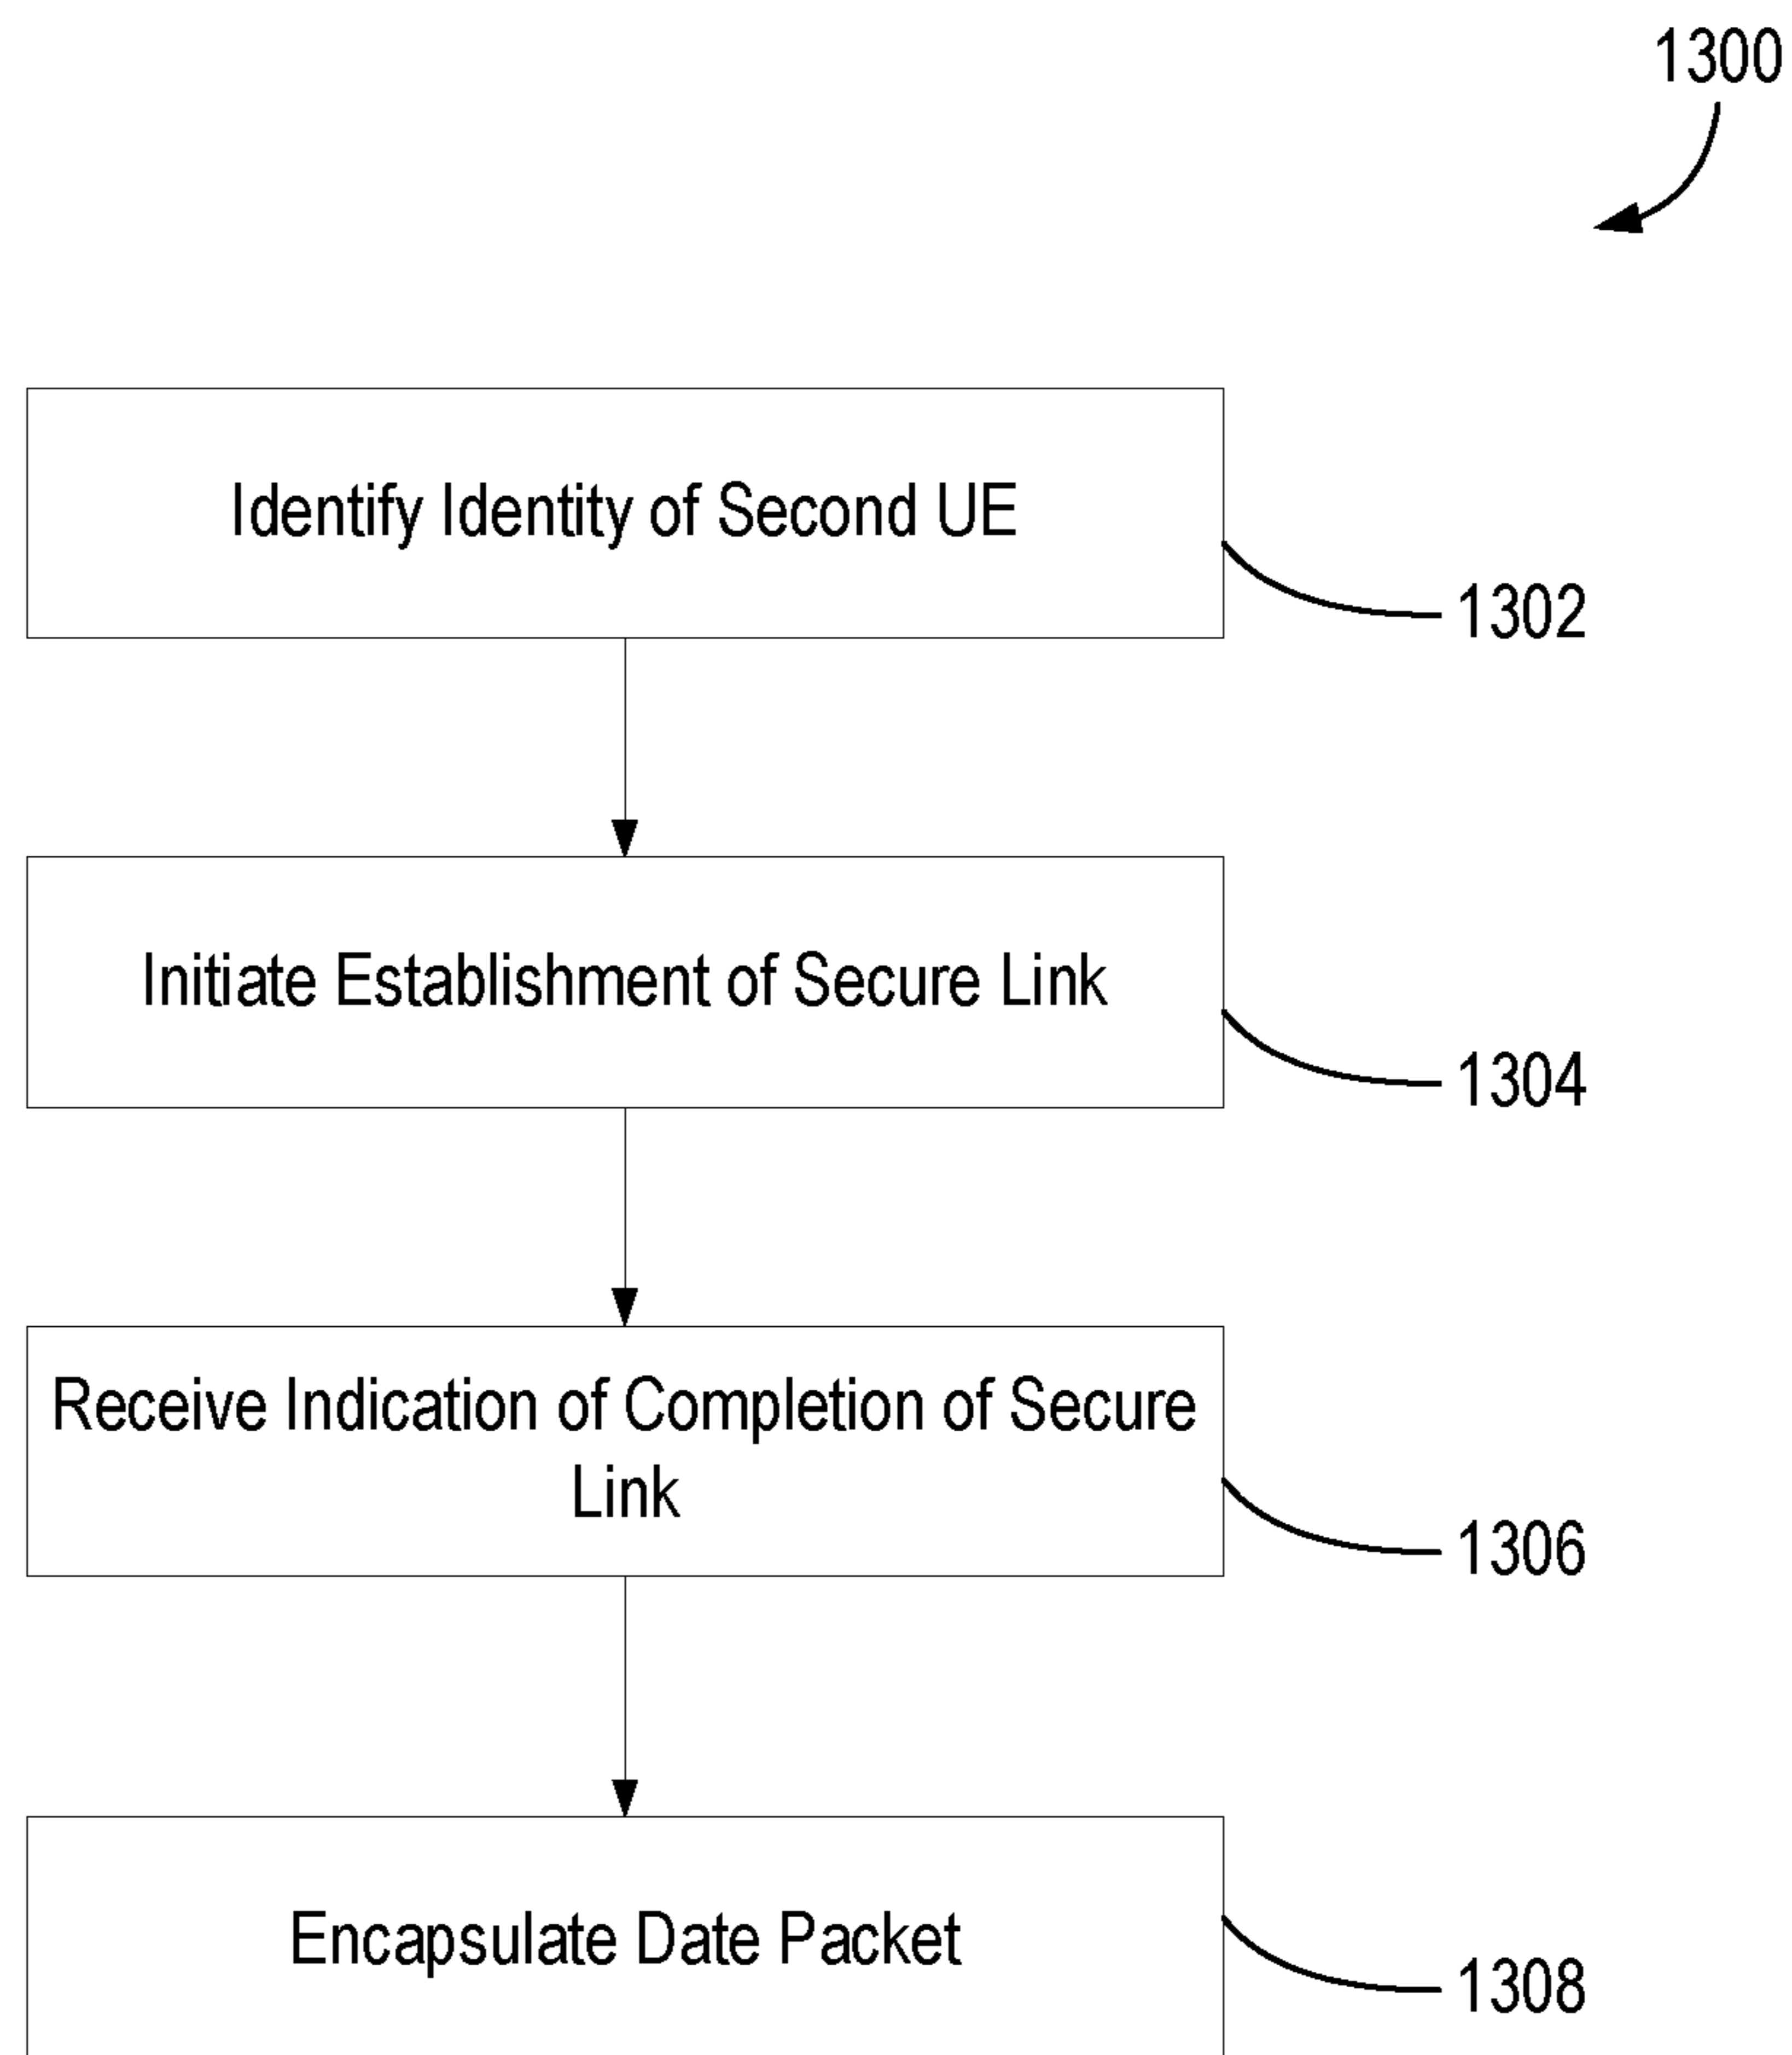 1300
Identify Identity of Second UE
1302
Initiate Establishment of Secure Link
1304
Receive Indication of Completion of Secure
Link
1306
Encapsulate Date Packet
1308